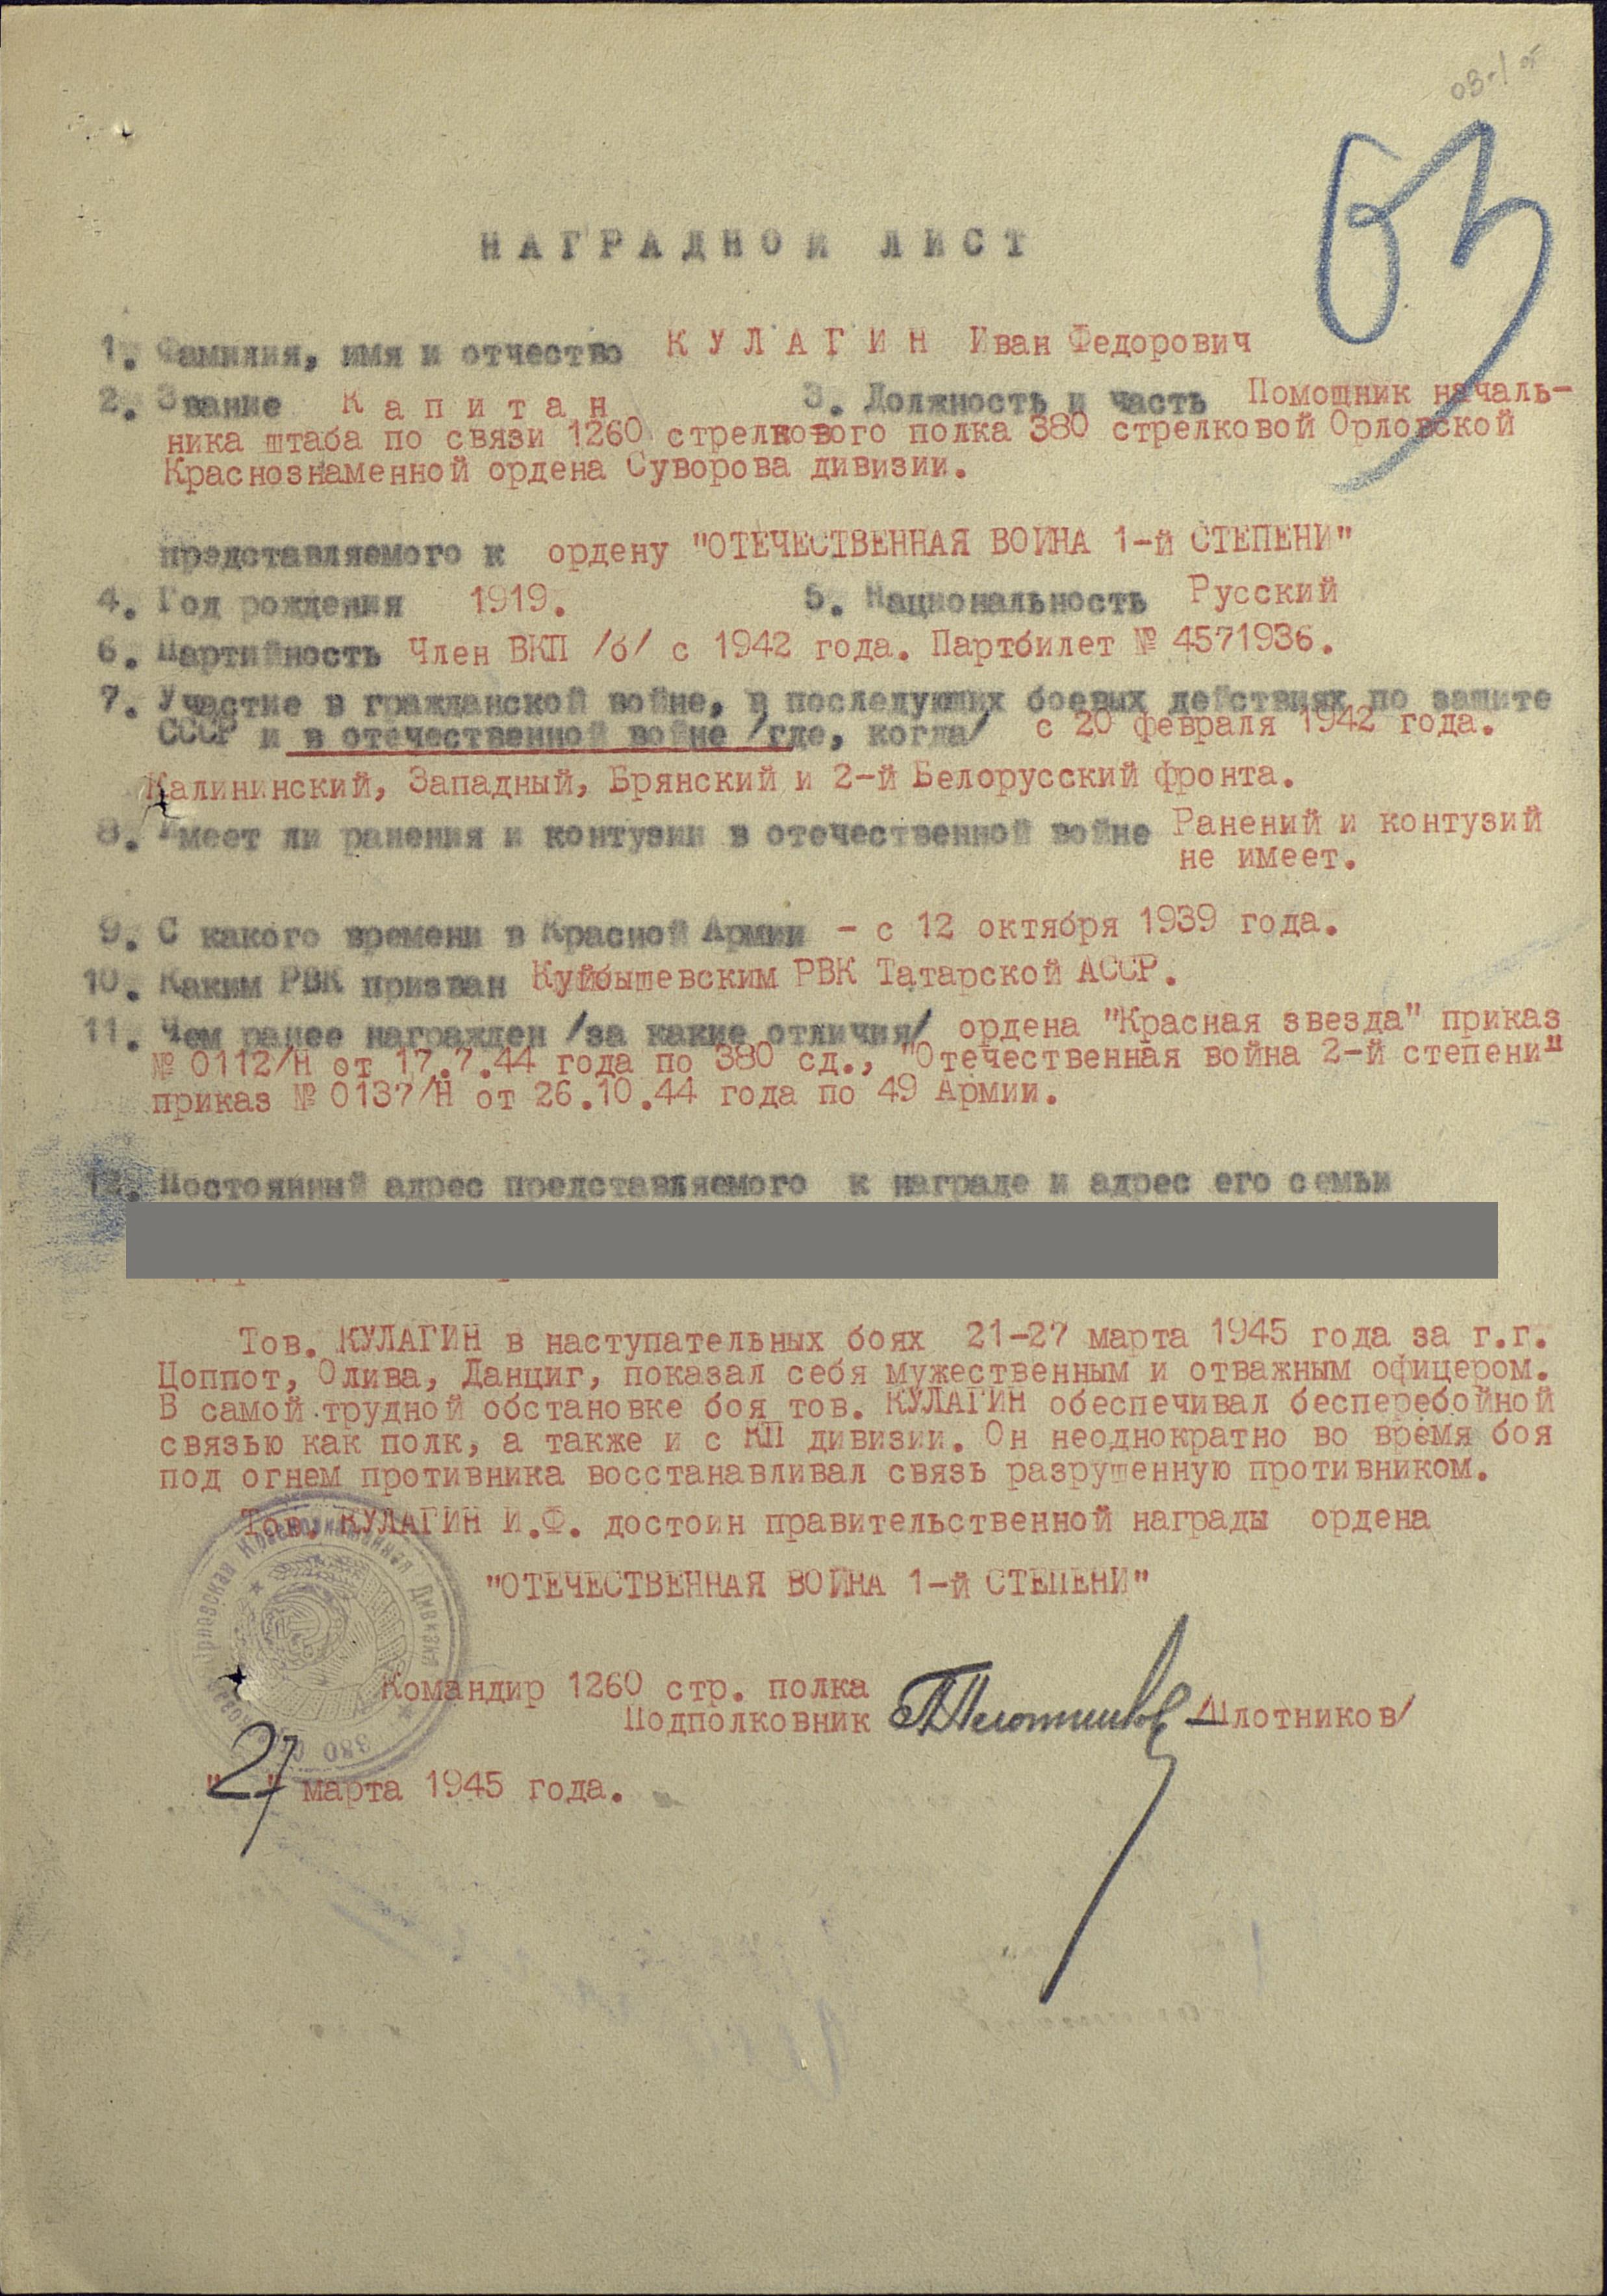 НАГРАДНОЙ ЛИСТ
1. Фамилия, имя и отчество КУЛАГИН Иван Федорович
2. Звание Капитан 3. Должность и часть Помощник началь-
ника штаба по связи 1260 стрелкового полка 380 стрелковой Орловской
Краснознаменной ордена Суворова дивизии.
представляемого к ордену "ОТЕЧЕСТВЕННАЯ ВОЙНА 1-й СТЕПЕНИ"
4. Год рождения 1919. 5. Национальность Русский
6. Партийность Член ВКП /б/ с 1942 года. Партбилет № 4571936.
7. Участие в гражданской войне, в последующих боевых действиях по защите
СССР и в отечественной войне /где, когда/ с 20 февраля 1942 года.
Калининский, Западный, Брянский и 2-й Белорусский фронта.
8. Имеет ли ранения и контузии в отечественной войне Ранений и контузий
не имеет.
9. С какого времени в Красной Армии - с 12 октября 1939 года.
10. Каким РВК призван Куйбышевским РВК Татарской АССР.
11. Чем ранее награжден /за какие отличия/ ордена "Красная звезда" приказ
№ 0112/Н от 17.7.44 года по 380 сд., "Отечественная война 2-й степени"
приказ № 0137/Н от 26.10.44 года по 49 Армии.
12. Постоянный адрес представляемого к награде и адрес его семьи
Тов. КУЛАГИН в наступательных боях 21-27 марта 1945 года за г.г.
Цоппот, Олива, Данциг, показал себя мужественным и отважным офицером.
В самой трудной обстановке боя тов. КУЛАГИН обеспечивал бесперебойной
связью как полк, а также и с КП дивизии. Он неоднократно во время боя
под огнем противника восстанавливал связь разрушенную противником.
Тов. КУЛАГИН И.Ф. достоин правительственной награды ордена
"ОТЕЧЕСТВЕННАЯ ВОЙНА 1-й СТЕПЕНИ"
Командир 1260 стр. полка
Подполковник /Плотников/
"27" марта 1945 года.
380 Орловская Краснознаменная Дивизия